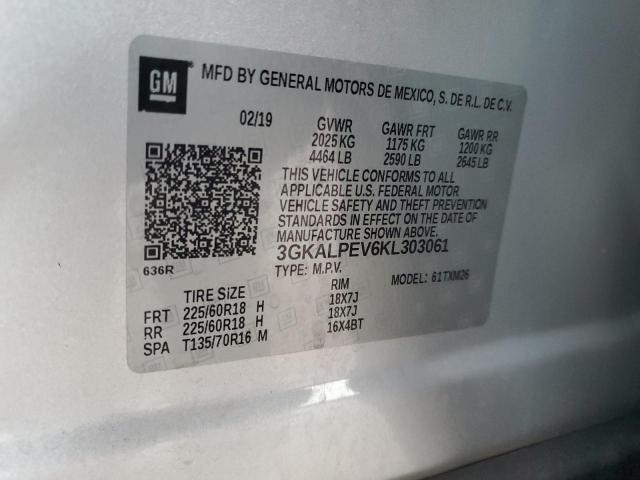 GM
MFD BY GENERAL MOTORS DE MEXICO, S. DE R.L. DE C.V.
02/19 GVWR GAWR FRT GAWR RR
2025 KG 1175 KG 1200 KG
4464 LB 2590 LB 2645 LB
THIS VEHICLE CONFORMS TO ALL
APPLICABLE U.S. FEDERAL MOTOR
VEHICLE SAFETY AND THEFT PREVENTION
STANDARDS IN EFFECT ON THE DATE OF
MANUFACTURE SHOWN ABOVE.
3GKALPEV6KL303061
636R
TYPE: M.P.V. MODEL: 61TXM26
TIRE SIZE RIM
FRT 225/60R18 H 18X7J
RR 225/60R18 H 18X7J
SPA T135/70R16 M 16X4BT